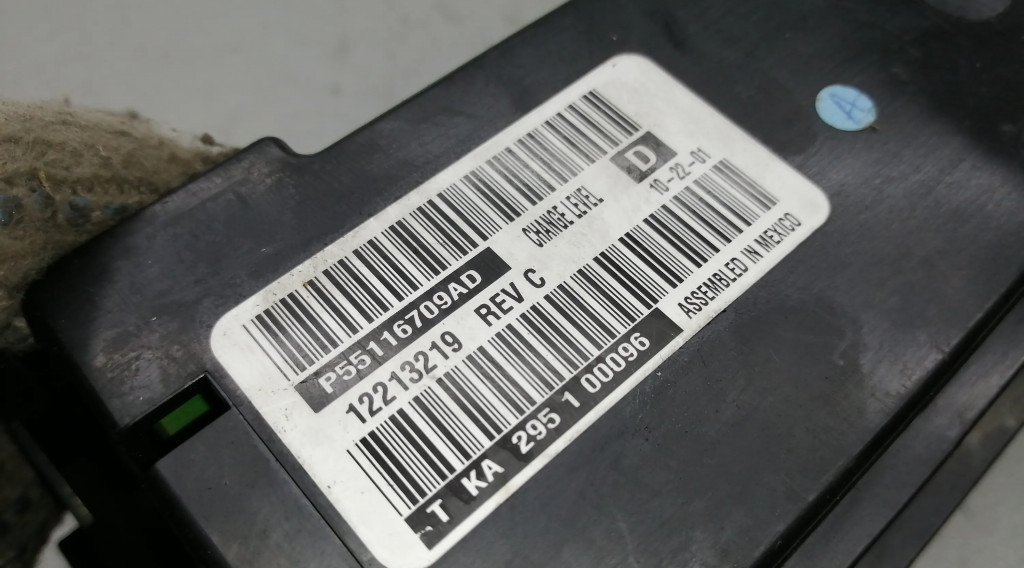 P55116709AD
CHANGE LEVEL D
12213219 REV C
10-22-01
T KA 295 1 00096
ASSEMBLED IN MEXICO
A